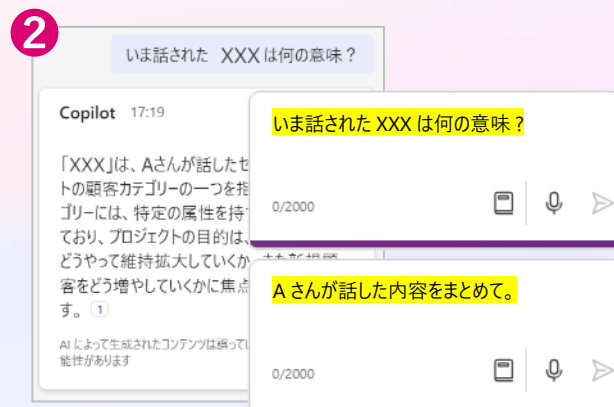 2
いま話された XXX は何の意味？
Copilot 17:19
「XXX」は、Aさんが話したセ
トの顧客カテゴリーの一つを指
ゴリーには、特定の属性を持
ており、プロジェクトの目的は、
どうやって維持拡大していくか
客をどう増やしていくかに焦点
す。 1
AI によって生成されたコンテンツは誤って
能性があります
いま話された XXX は何の意味？
0/2000
A さんが話した内容をまとめて。
0/2000